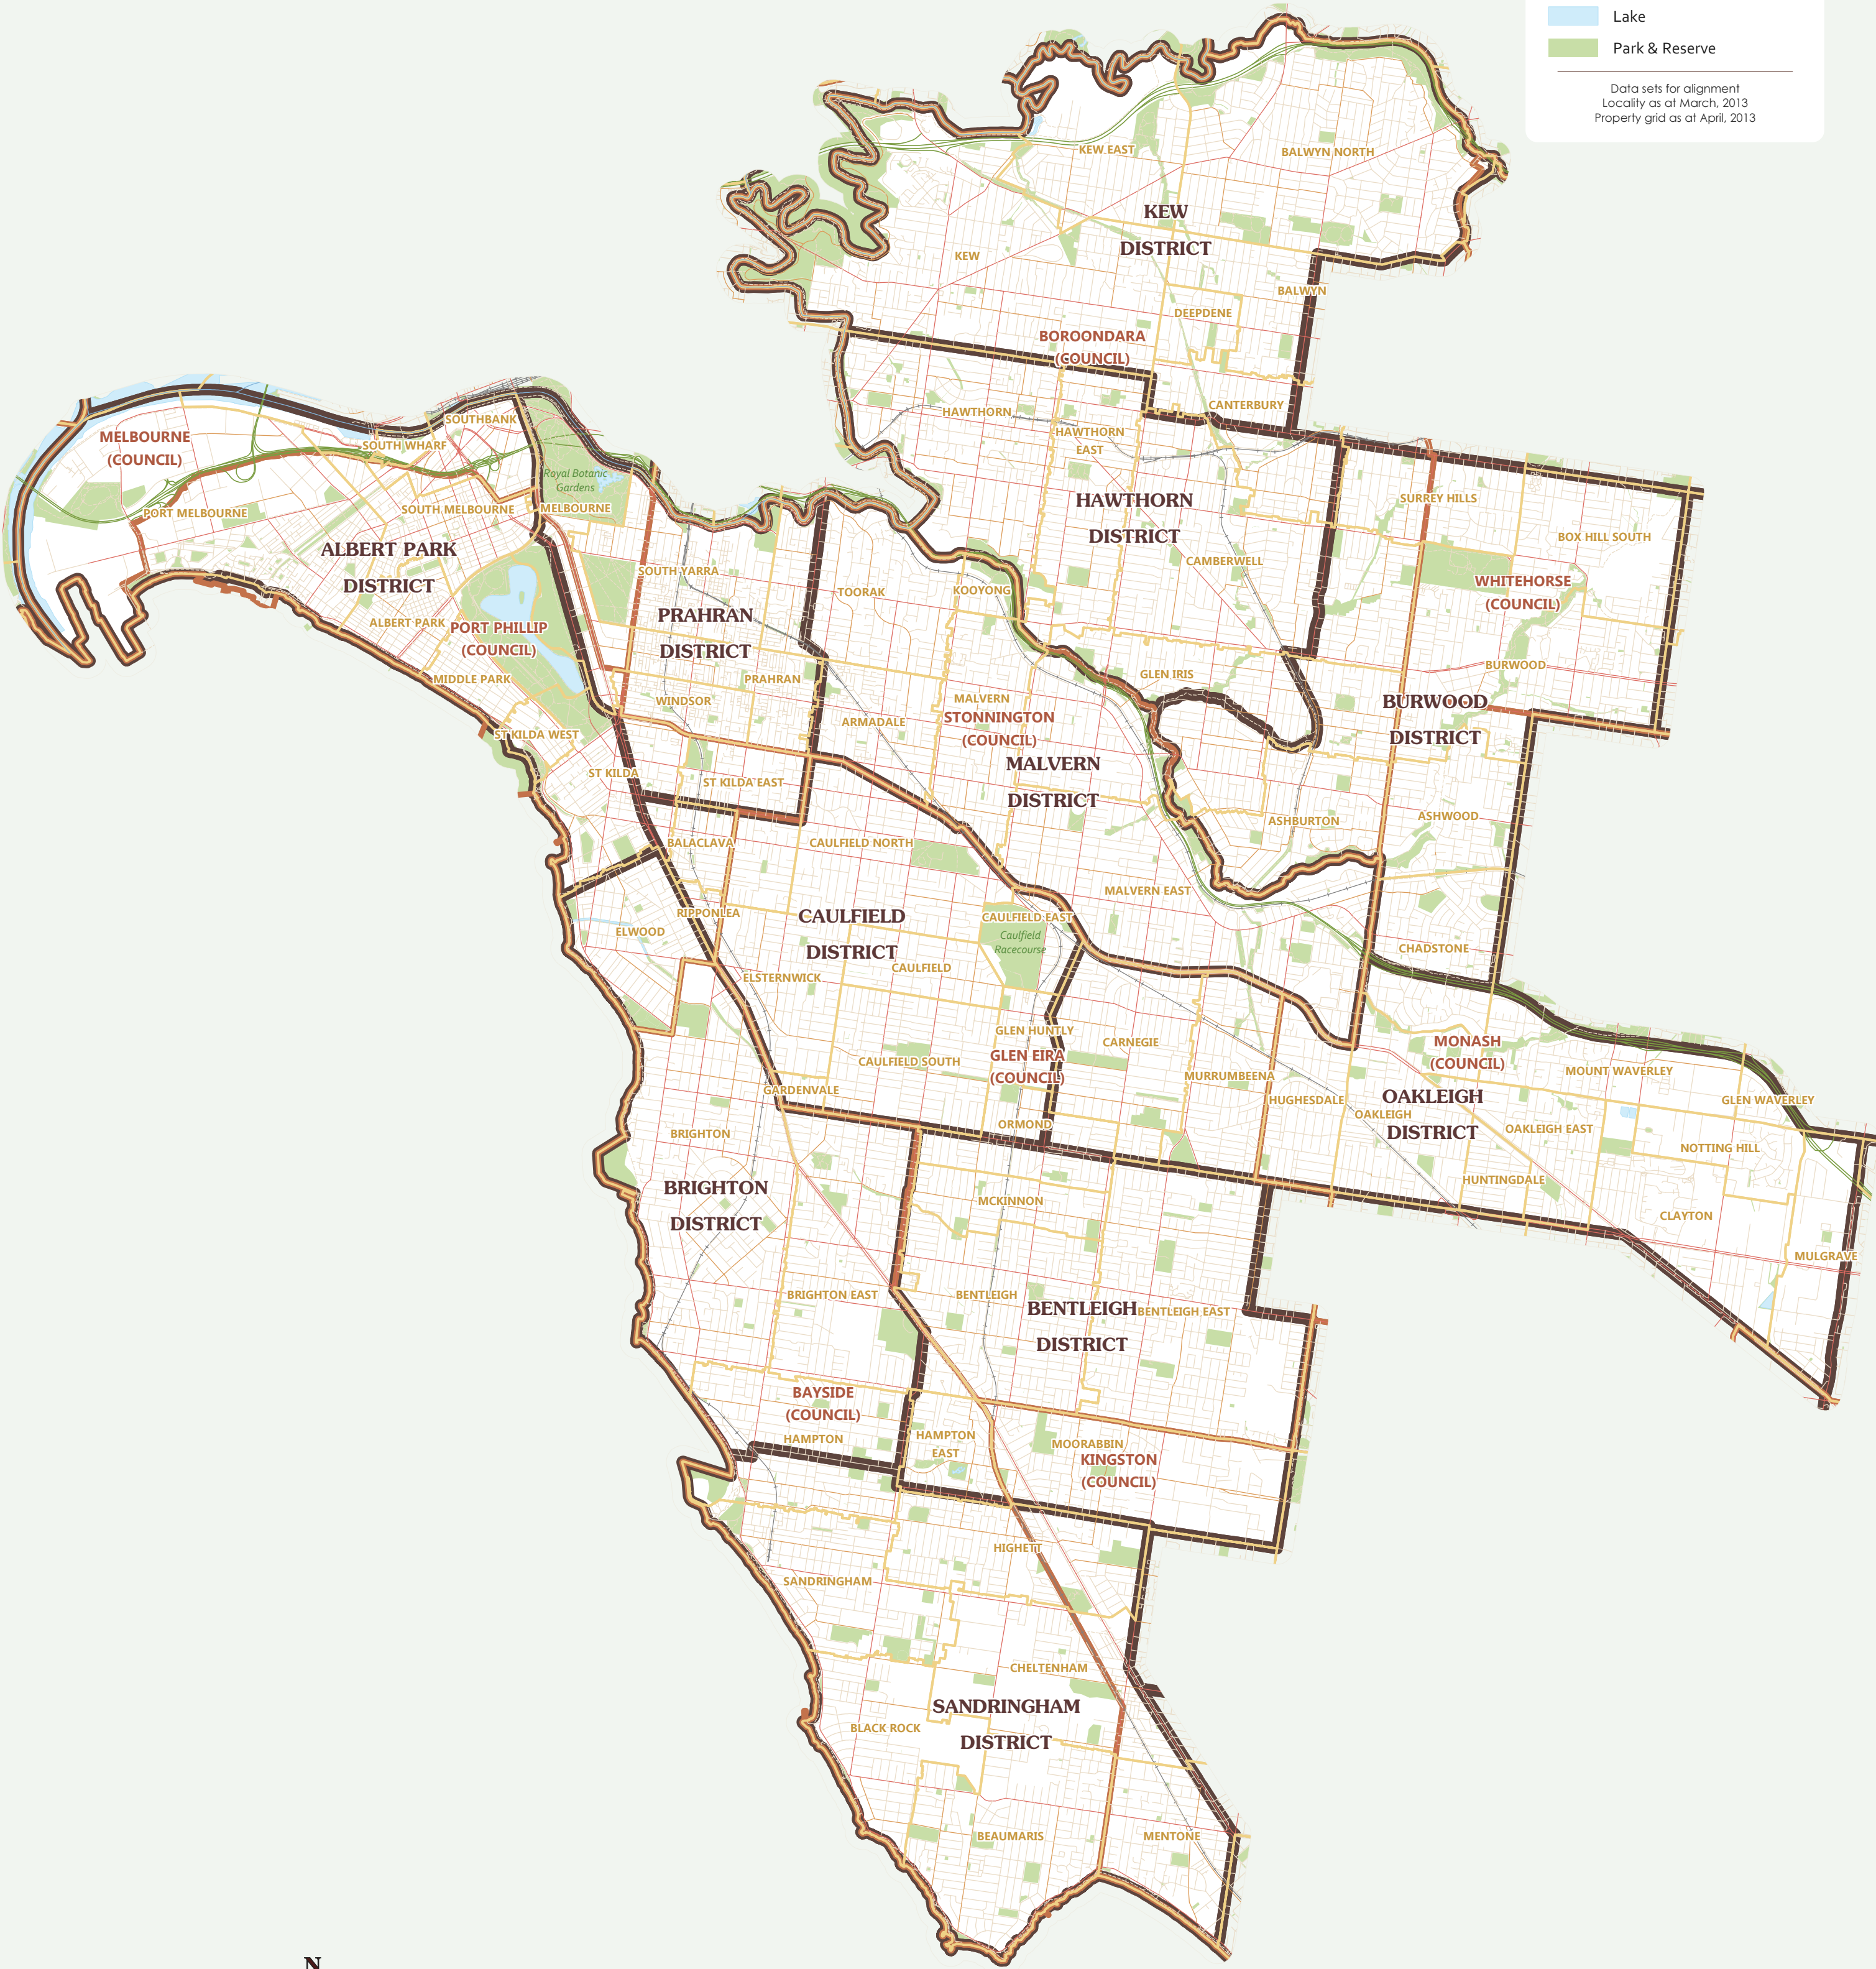 Lake
Park & Reserve
Data sets for alignment
Locality as at March, 2013
Property grid as at April, 2013
KEW EAST
BALWYN NORTH
KEW
DISTRICT
KEW
BALWYN
DEEPDENE
BOROONDARA
(COUNCIL)
CANTERBURY
HAWTHORN
HAWTHORN
EAST
SOUTHBANK
SOUTH WHARF
MELBOURNE
(COUNCIL)
Royal Botanic
Gardens
PORT MELBOURNE
SOUTH MELBOURNE
MELBOURNE
HAWTHORN
DISTRICT
SURREY HILLS
BOX HILL SOUTH
ALBERT PARK
DISTRICT
CAMBERWELL
SOUTH YARRA
WHITEHORSE
(COUNCIL)
TOORAK
KOOYONG
PRAHRAN
DISTRICT
ALBERT PARK
PORT PHILLIP
(COUNCIL)
BURWOOD
MIDDLE PARK
PRAHRAN
GLEN IRIS
WINDSOR
MALVERN
BURWOOD
DISTRICT
ARMADALE
STONNINGTON
(COUNCIL)
ST KILDA WEST
MALVERN
DISTRICT
ST KILDA
ST KILDA EAST
ASHBURTON
ASHWOOD
BALACLAVA
CAULFIELD NORTH
MALVERN EAST
RIPPONLEA
CAULFIELD
DISTRICT
CAULFIELD EAST
Caulfield
Racecourse
ELWOOD
CHADSTONE
CAULFIELD
ELSTERNWICK
GLEN HUNTLY
CARNEGIE
MONASH
(COUNCIL)
GLEN EIRA
(COUNCIL)
CAULFIELD SOUTH
MOUNT WAVERLEY
MURRUMBEENA
GARDENVALE
HUGHESDALE
OAKLEIGH
DISTRICT
OAKLEIGH
GLEN WAVERLEY
ORMOND
OAKLEIGH EAST
BRIGHTON
NOTTING HILL
BRIGHTON
DISTRICT
HUNTINGDALE
MCKINNON
CLAYTON
MULGRAVE
BRIGHTON EAST
BENTLEIGH
BENTLEIGH
DISTRICT
BENTLEIGH EAST
BAYSIDE
(COUNCIL)
HAMPTON
HAMPTON
EAST
MOORABBIN
KINGSTON
(COUNCIL)
HIGHETT
SANDRINGHAM
CHELTENHAM
SANDRINGHAM
DISTRICT
BLACK ROCK
BEAUMARIS
MENTONE
N